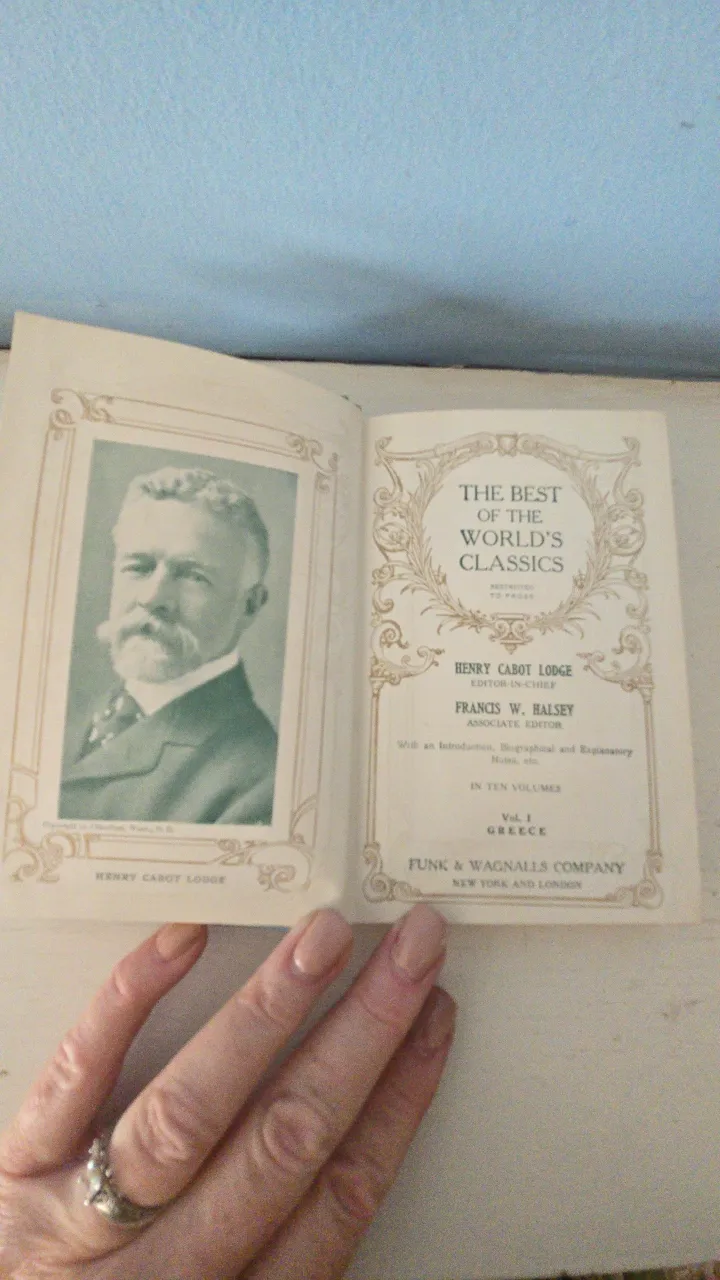 HENRY CABOT LODGE
THE BEST
OF THE
WORLD'S
CLASSICS
RESTRICTED
TO PROSE
HENRY CABOT LODGE
EDITOR-IN-CHIEF
FRANCIS W. HALSEY
ASSOCIATE EDITOR
With an Introduction, Biographical and Explanatory
Notes, etc.
IN TEN VOLUMES
Vol. I
GREECE
FUNK & WAGNALLS COMPANY
NEW YORK AND LONDON